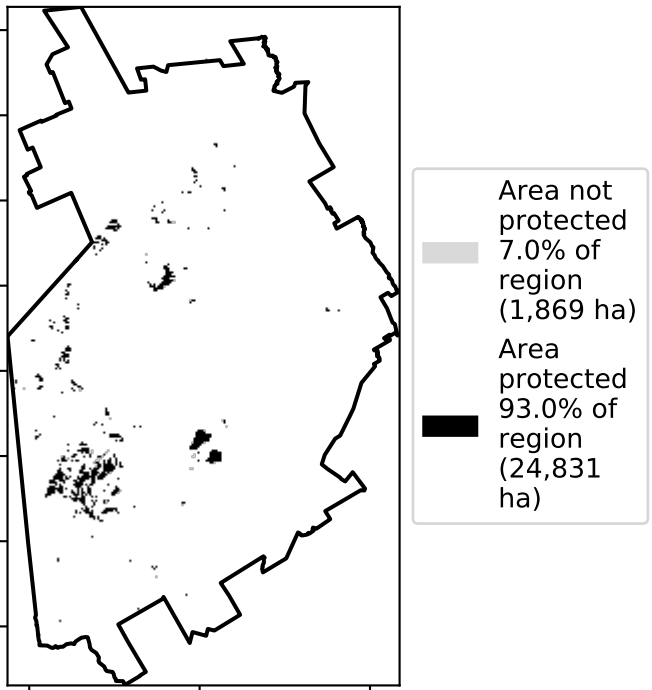 Area not
protected
7.0% of
region
(1,869 ha)
Area
protected
93.0% of
region
(24,831
ha)